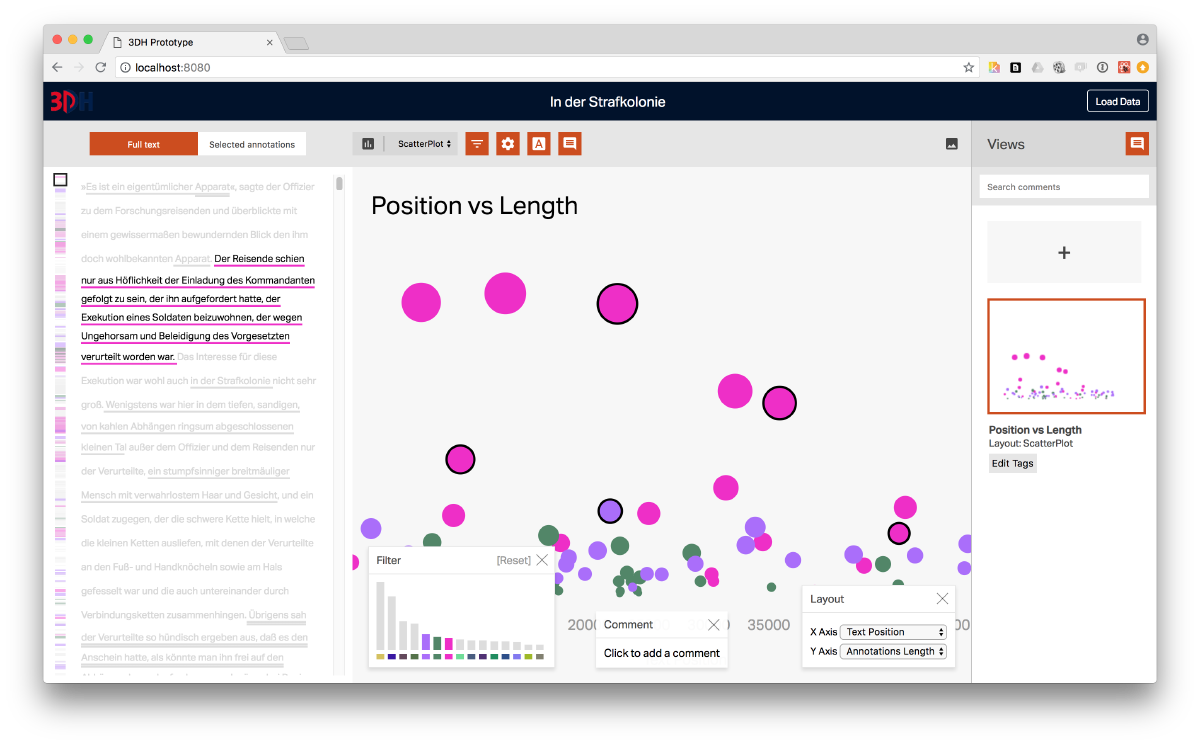 3DH Prototype
localhost:8080
3DH
In der Strafkolonie
Load Data
Full text
Selected annotations
ScatterPlot
A
Views
Search comments
»Es ist ein eigentümlicher Apparat«, sagte der Offizier
zu dem Forschungsreisenden und überblickte mit
einem gewissermaßen bewundernden Blick den ihm
doch wohlbekannten Apparat. Der Reisende schien
nur aus Höflichkeit der Einladung des Kommandanten
gefolgt zu sein, der ihn aufgefordert hatte, der
Exekution eines Soldaten beizuwohnen, der wegen
Ungehorsam und Beleidigung des Vorgesetzten
verurteilt worden war. Das Interesse für diese
Exekution war wohl auch in der Strafkolonie nicht sehr
groß. Wenigstens war hier in dem tiefen, sandigen,
von kahlen Abhängen ringsum abgeschlossenen
kleinen Tal außer dem Offizier und dem Reisenden nur
der Verurteilte, ein stumpfsinniger breitmäuliger
Mensch mit verwahrlostem Haar und Gesicht, und ein
Soldat zugegen, der die schwere Kette hielt, in welche
die kleinen Ketten ausliefen, mit denen der Verurteilte
an den Fuß- und Handknöcheln sowie am Hals
gefesselt war und die auch untereinander durch
Verbindungsketten zusammenhingen. Übrigens sah
der Verurteilte so hündisch ergeben aus, daß es den
Anschein hatte, als könnte man ihn frei auf den
Position vs Length
Filter
[Reset]
Comment
Click to add a comment
35000
Layout
X Axis Text Position
Y Axis Annotations Length
+
Position vs Length
Layout: ScatterPlot
Edit Tags